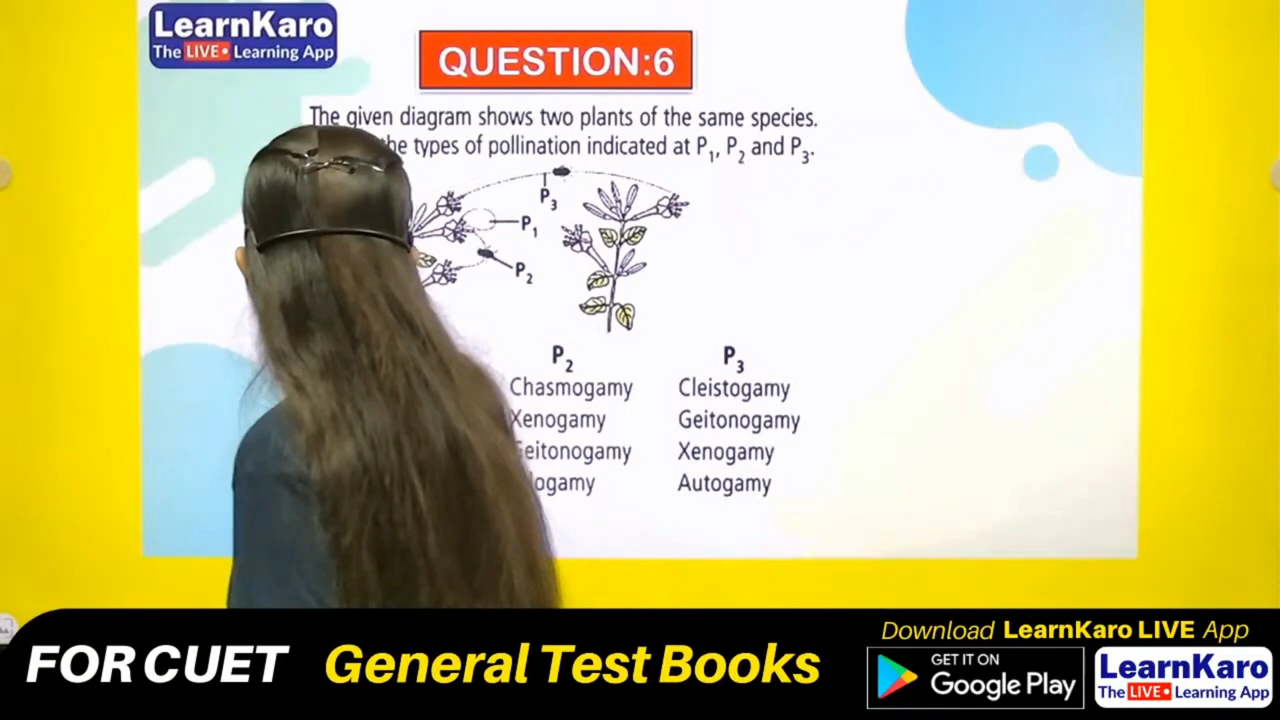 LearnKaro
The LIVE Learning App
QUESTION:6
The given diagram shows two plants of the same species.
the types of pollination indicated at P1, P2 and P3.
P3
P1
P2
P2 P3
Chasmogamy Cleistogamy
Xenogamy Geitonogamy
Geitonogamy Xenogamy
Autogamy
FOR CUET General Test Books
Download LearnKaro LIVE App
GET IT ON
Google Play
LearnKaro
The LIVE Learning App